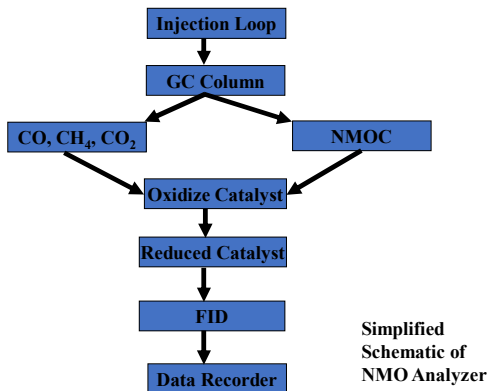 Injection Loop
GC Column
CO, CH₄, CO₂
NMOC
Oxidize Catalyst
Reduced Catalyst
FID
Data Recorder
Simplified
Schematic of
NMO Analyzer